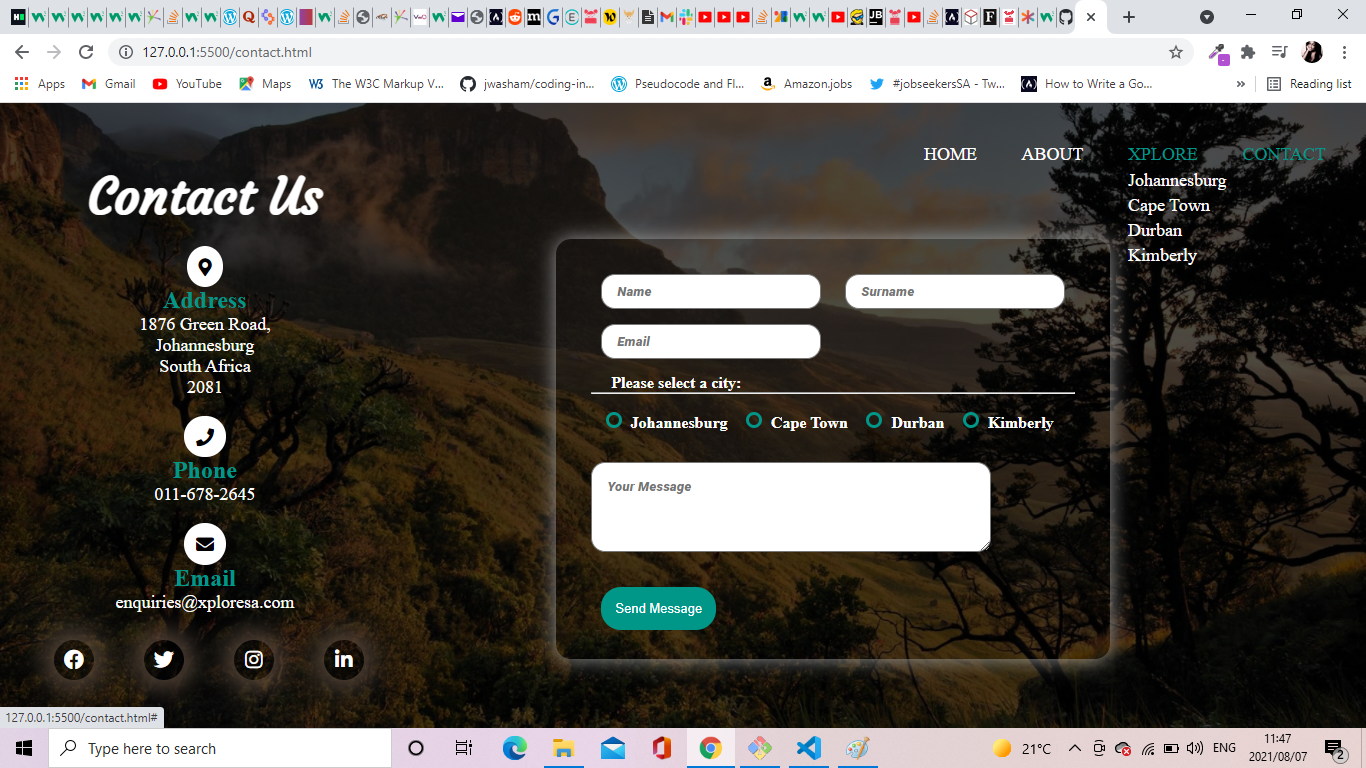 127.0.0.1:5500/contact.html
Apps
Gmail
YouTube
Maps
The W3C Markup V...
jwasham/coding-in...
Pseudocode and Fl...
Amazon.jobs
#jobseekersSA - Tw...
How to Write a Go...
»
Reading list
HOME
ABOUT
XPLORE
CONTACT
Johannesburg
Cape Town
Durban
Kimberly
Contact Us
Address
1876 Green Road,
Johannesburg
South Africa
2081
Phone
011-678-2645
Email
enquiries@xploresa.com
Name
Surname
Email
Please select a city:
Johannesburg
Cape Town
Durban
Kimberly
Your Message
Send Message
127.0.0.1:5500/contact.html#
Type here to search
21°C
ENG
11:47
2021/08/07
2